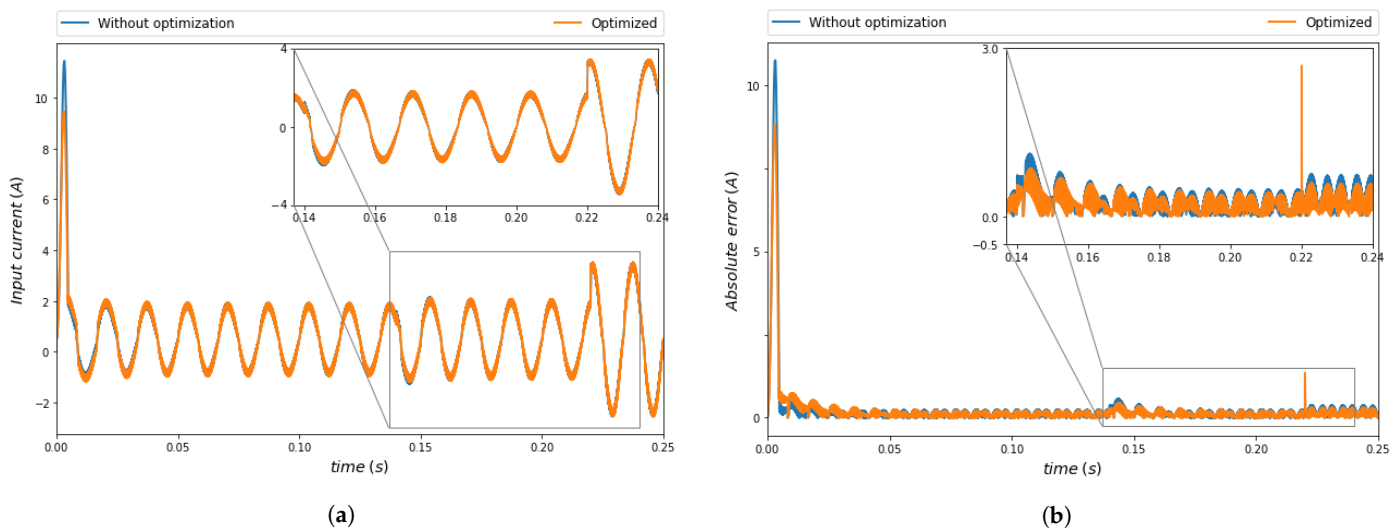 Without optimization Optimized
Input current (A)
10
8
6
4
2
0
−2
0.00 0.05 0.10 0.15 0.20 0.25
time (s)
4
0
−4
0.14 0.16 0.18 0.20 0.22 0.24
(a)
Without optimization Optimized
Absolute error (A)
10
5
0
0.00 0.05 0.10 0.15 0.20 0.25
time (s)
3.0
0.0
−0.5
0.14 0.16 0.18 0.20 0.22 0.24
(b)